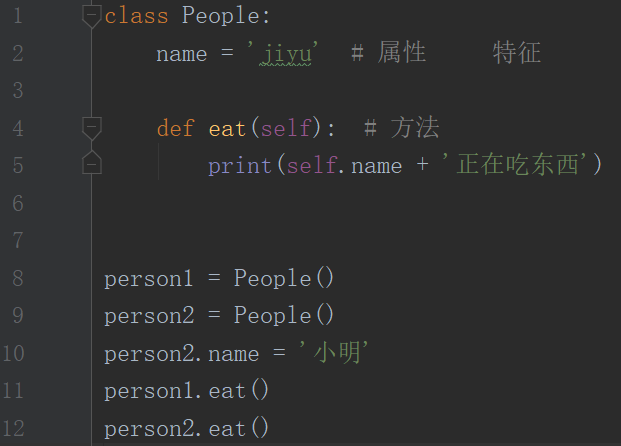 1 class People:
2     name = 'jiyu'  # 属性     特征
3
4     def eat(self):  # 方法
5         print(self.name + '正在吃东西')
6
7
8 person1 = People()
9 person2 = People()
10 person2.name = '小明'
11 person1.eat()
12 person2.eat()